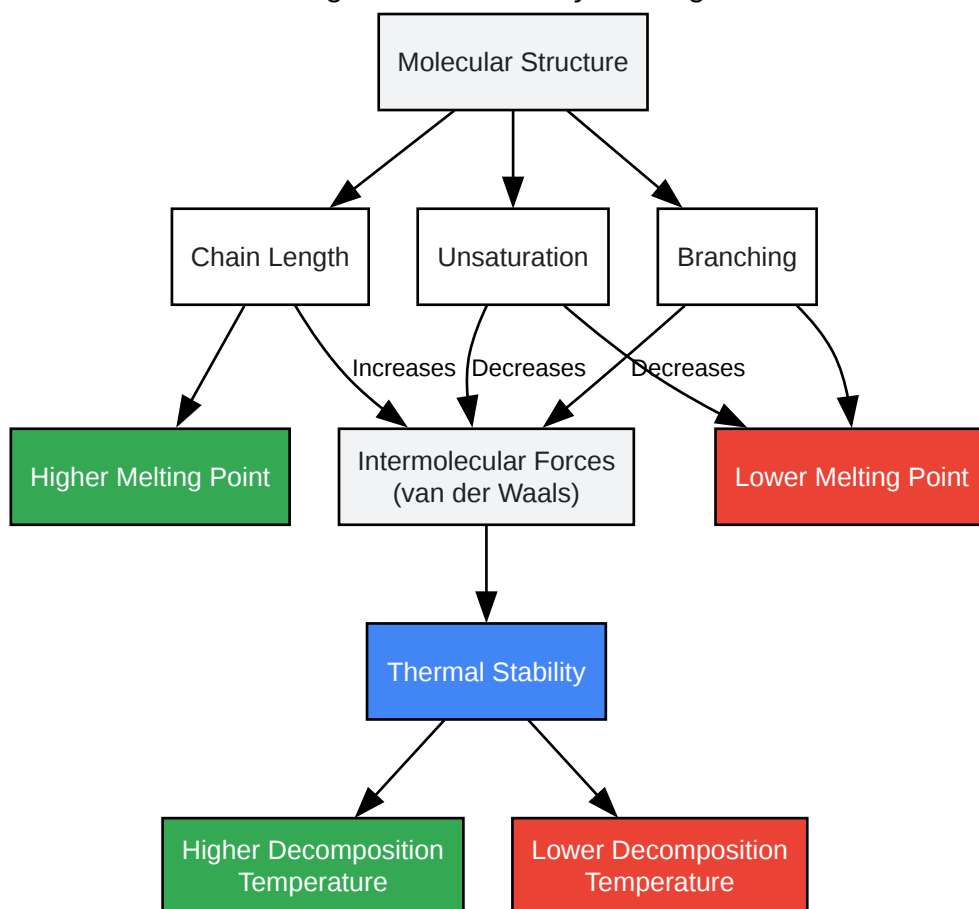 Molecular Structure
Chain Length
Unsaturation
Branching
Increases
Decreases
Decreases
Higher Melting Point
Intermolecular Forces
(van der Waals)
Lower Melting Point
Thermal Stability
Higher Decomposition
Temperature
Lower Decomposition
Temperature